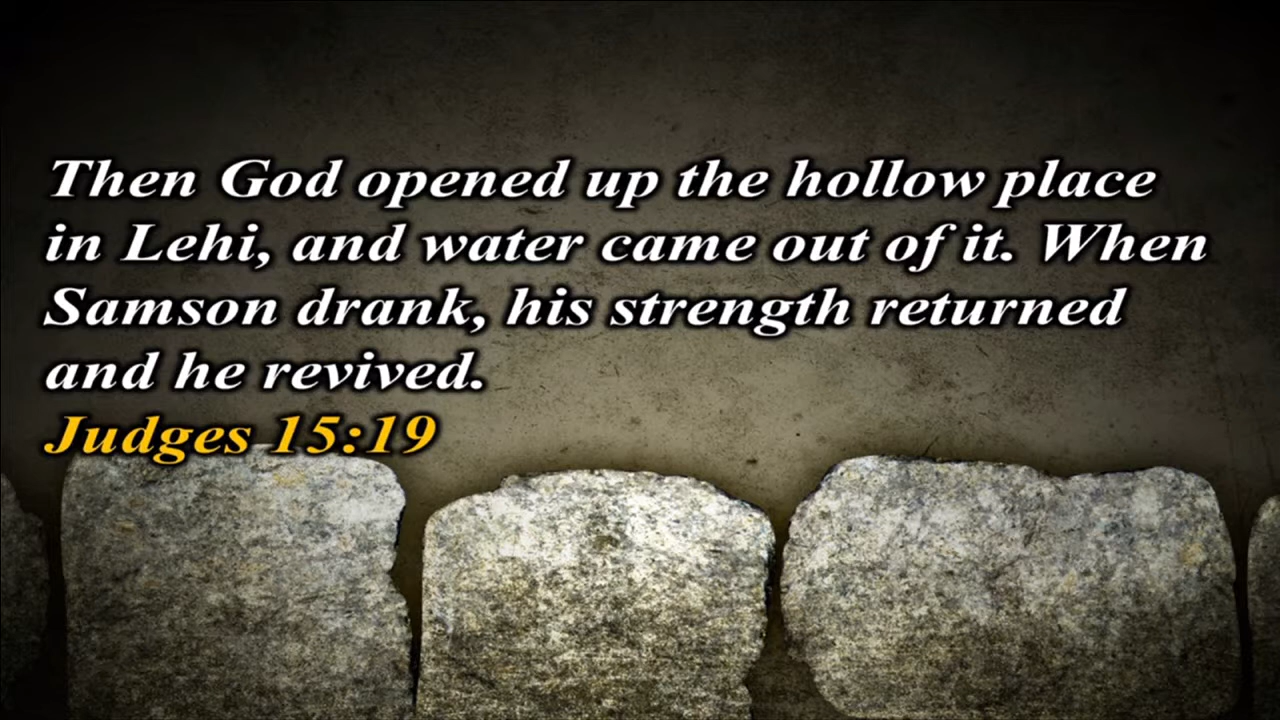 Then God opened up the hollow place
in Lehi, and water came out of it. When
Samson drank, his strength returned
and he revived.
Judges 15:19